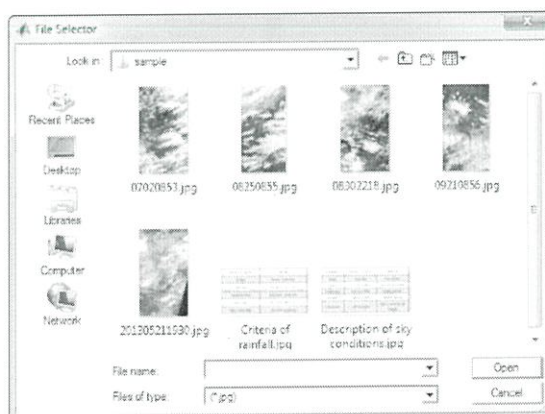 File Selector
Look in: sample
Recent Places
Desktop
Libraries
Computer
Network
07020853.jpg 08250855.jpg 08302218.jpg 09210856.jpg
201305211930.jpg Criteria of rainfall.jpg Description of sky conditions.jpg
File name:
Files of type: (*.jpg)
Open
Cancel